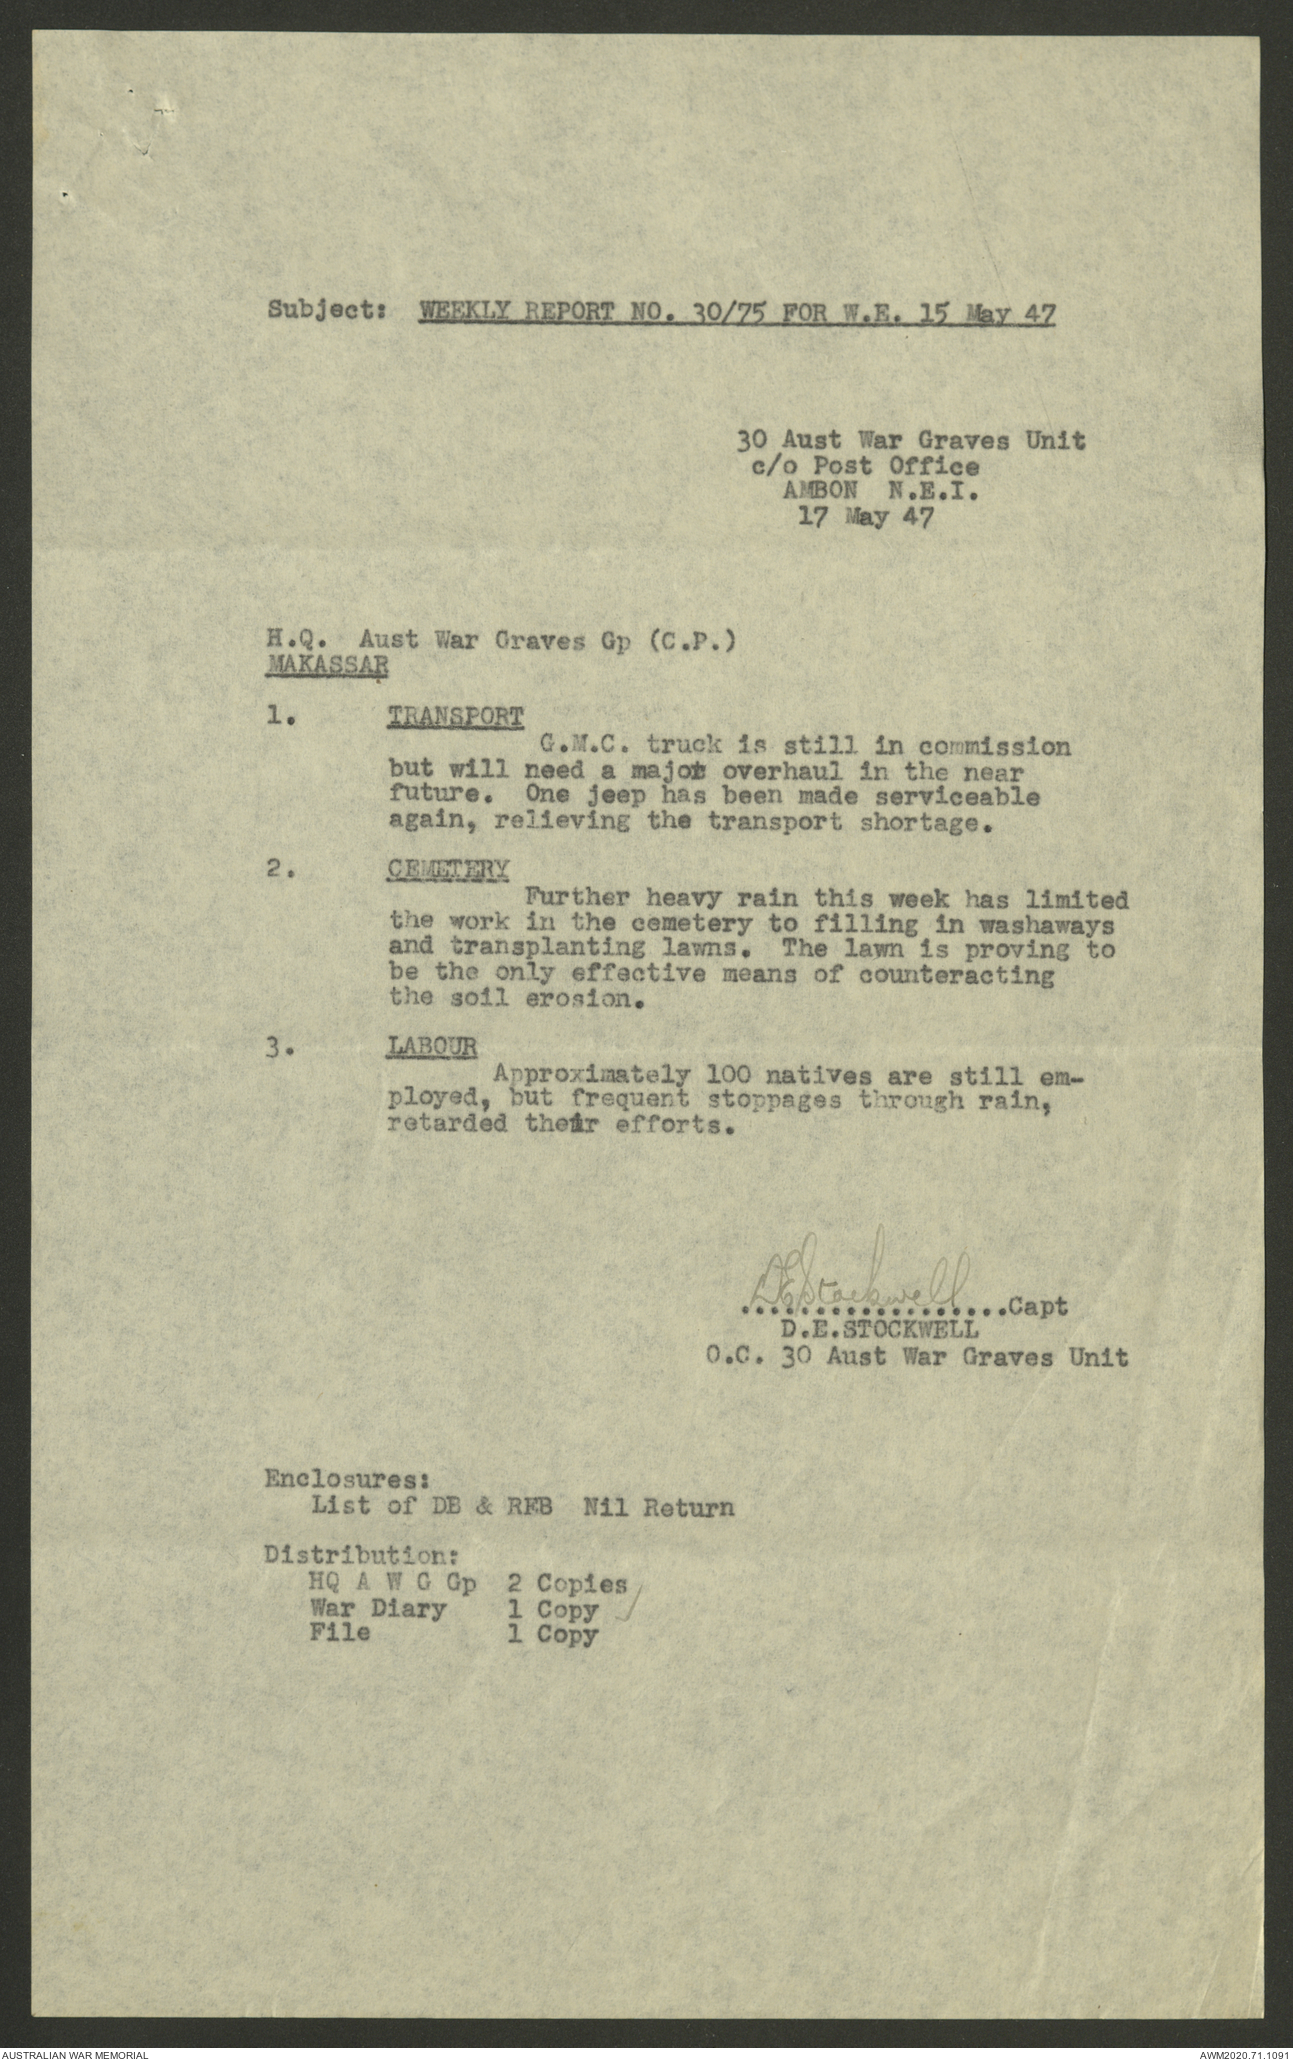 Subject: WEEKLY REPORT NO. 30/75 FOR W.E. 15 May 47
30 Aust War Graves Unit
c/o Post Office
AMBON N.E.I.
17 May 47
H.Q. Aust War Graves Gp (C.P.)
MAKASSAR
1. TRANSPORT
G.M.C. truck is still in commission
but will need a major overhaul in the near
future. One jeep has been made serviceable
again, relieving the transport shortage.
2. CEMETERY
Further heavy rain this week has limited
the work in the cemetery to filling in washaways
and transplanting lawns. The lawn is proving to
be the only effective means of counteracting
the soil erosion.
3. LABOUR
Approximately 100 natives are still em-
ployed, but frequent stoppages through rain,
retarded their efforts.
DEStockwell
..................Capt
D.E.STOCKWELL
O.C. 30 Aust War Graves Unit
Enclosures:
List of DB & REB Nil Return
Distribution:
HQ A W G Gp 2 Copies
War Diary 1 Copy
File 1 Copy
AUSTRALIAN WAR MEMORIAL
AWM2020.71.1091